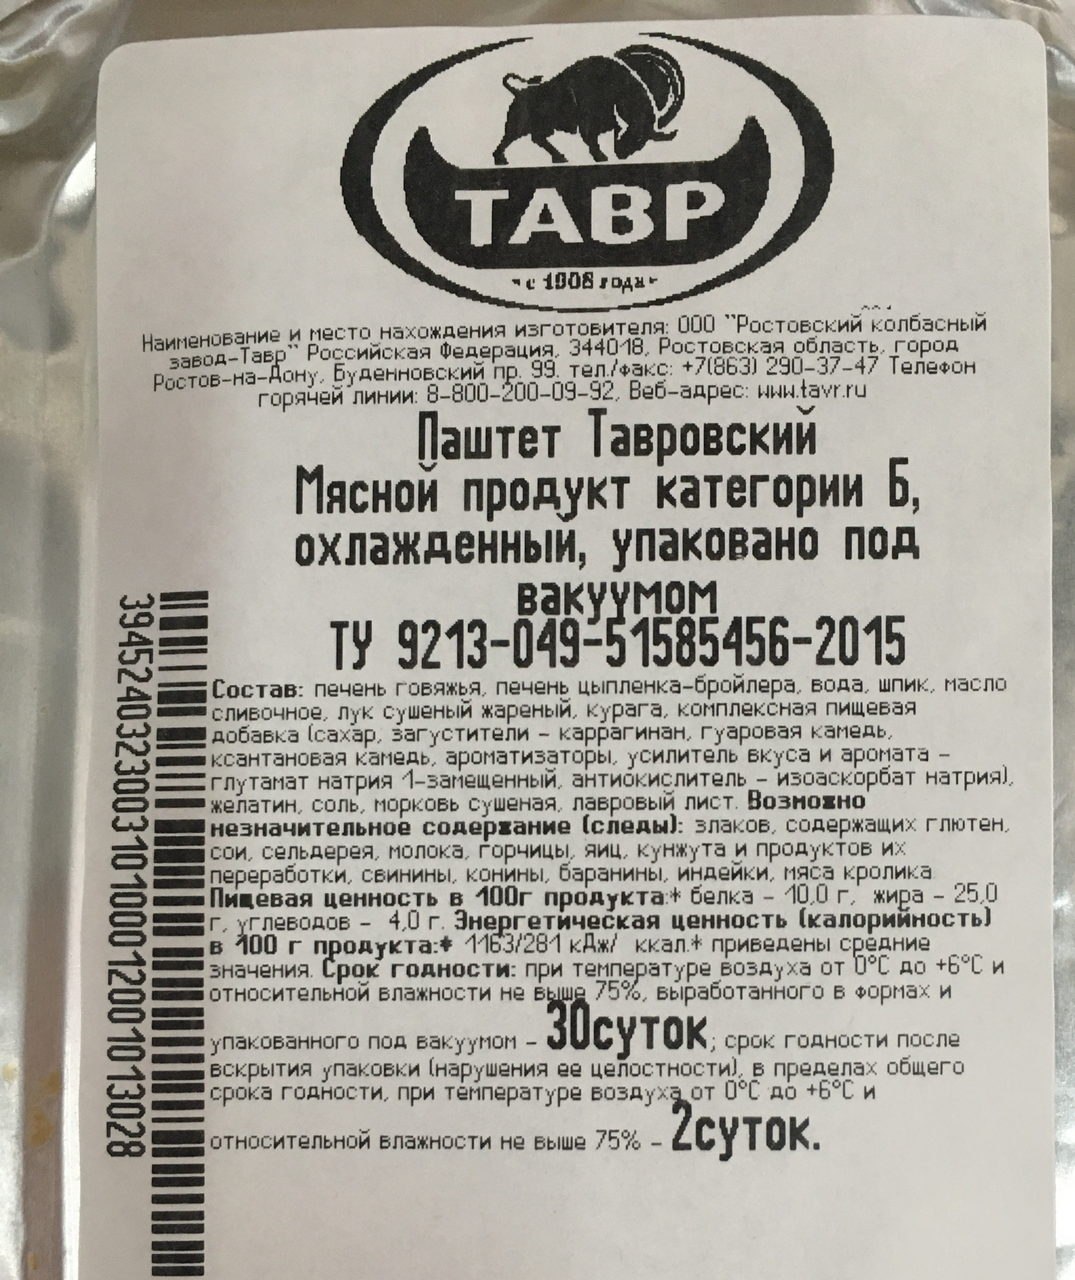 ТАВР
с 1908 года
Наименование и место нахождения изготовителя: ООО "Ростовский колбасный
завод-Тавр" Российская Федерация, 344018, Ростовская область, город
Ростов-на-Дону, Буденновский пр. 99. тел./факс: +7(863) 290-37-47 Телефон
горячей линии: 8-800-200-09-92, Веб-адрес: www.tavr.ru
Паштет Тавровский
Мясной продукт категории Б,
охлажденный, упаковано под
вакуумом
ТУ 9213-049-51585456-2015
Состав: печень говяжья, печень цыпленка-бройлера, вода, шпик, масло
сливочное, лук сушеный жареный, курага, комплексная пищевая
добавка (сахар, загустители - каррагинан, гуаровая камедь,
ксантановая камедь, ароматизаторы, усилитель вкуса и аромата -
глутамат натрия 1-замещенный, антиокислитель - изоаскорбат натрия),
желатин, соль, морковь сушеная, лавровый лист. Возможно
незначительное содержание (следы): злаков, содержащих глютен,
сои, сельдерея, молока, горчицы, яиц, кунжута и продуктов их
переработки, свинины, конины, баранины, индейки, мяса кролика
Пищевая ценность в 100г продукта:* белка - 10,0 г, жира - 25,0
г, углеводов - 4,0 г. Энергетическая ценность (калорийность)
в 100 г продукта:* 1163/281 кДж/ ккал.* приведены средние
значения. Срок годности: при температуре воздуха от 0°С до +6°С и
относительной влажности не выше 75%, выработанного в формах и
упакованного под вакуумом - 30суток; срок годности после
вскрытия упаковки (нарушения ее целостности), в пределах общего
срока годности, при температуре воздуха от 0°С до +6°С и
относительной влажности не выше 75% - 2суток.
394524032300310100012001013028